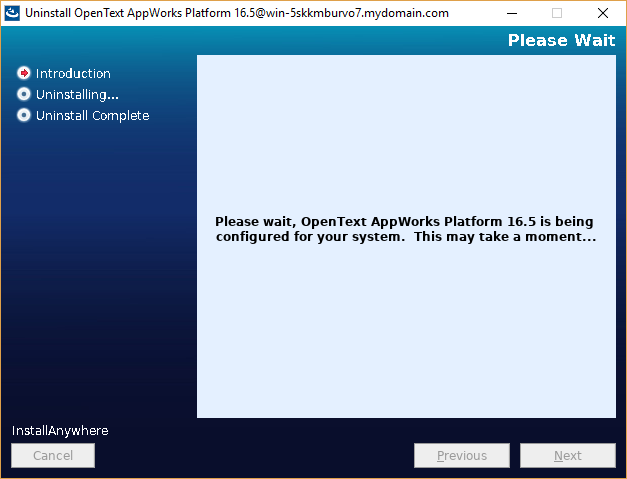 Uninstall OpenText AppWorks Platform 16.5@win-5skkmburvo7.mydomain.com
Please Wait
Introduction
Uninstalling...
Uninstall Complete
Please wait, OpenText AppWorks Platform 16.5 is being
configured for your system.  This may take a moment...
InstallAnywhere
Cancel
Previous
Next